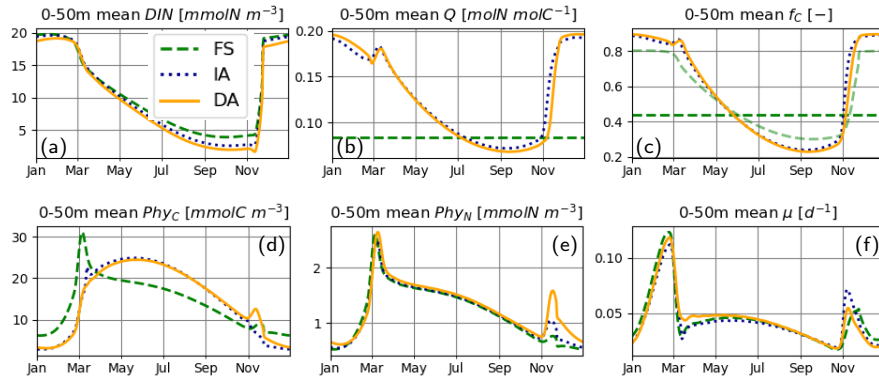 0-50m mean DIN [mmolN m⁻³]
0-50m mean Q [molN molC⁻¹]
0-50m mean f_C [−]
20
15
10
5
FS
IA
DA
(a)
Jan Mar May Jul Sep Nov
0.20
0.15
0.10
(b)
Jan Mar May Jul Sep Nov
0.8
0.6
0.4
0.2
(c)
Jan Mar May Jul Sep Nov
0-50m mean Phy_C [mmolC m⁻³]
0-50m mean Phy_N [mmolN m⁻³]
0-50m mean μ [d⁻¹]
30
20
10
(d)
Jan Mar May Jul Sep Nov
2
1
(e)
Jan Mar May Jul Sep Nov
0.10
0.05
(f)
Jan Mar May Jul Sep Nov